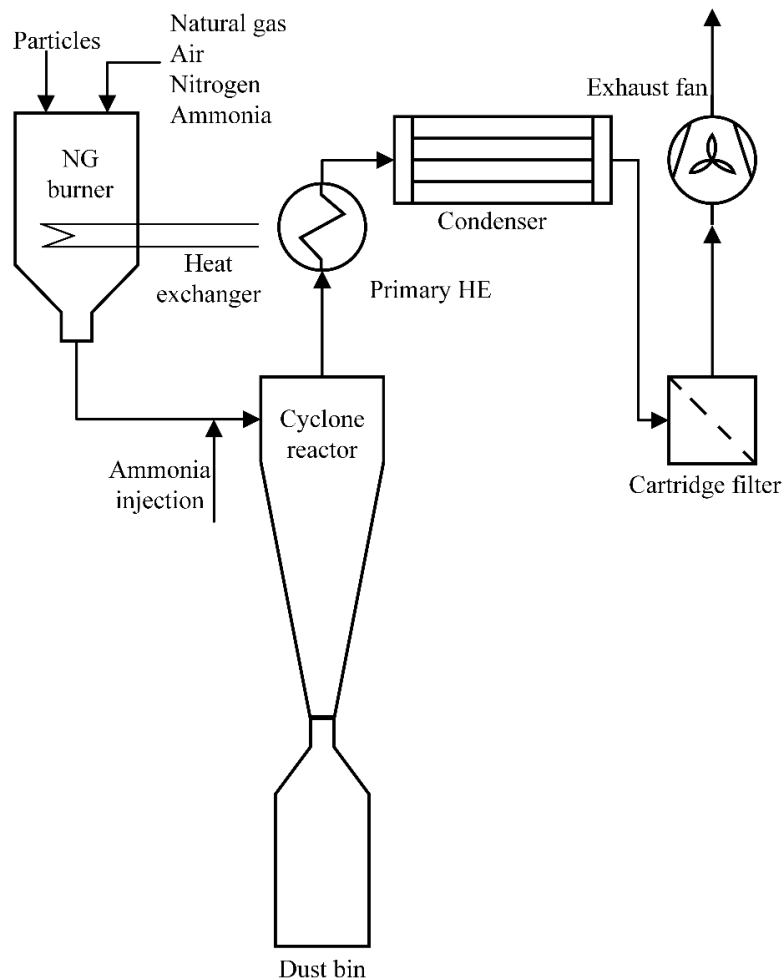 Particles
Natural gas
Air
Nitrogen
Ammonia
NG
burner
Heat
exchanger
Primary HE
Condenser
Exhaust fan
Cyclone
reactor
Ammonia
injection
Cartridge filter
Dust bin